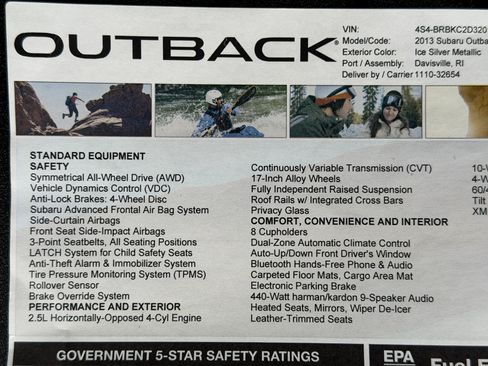 OUTBACK®
VIN: 4S4-BRBKC2D320
Model/Code: 2013 Subaru Outba
Exterior Color: Ice Silver Metallic
Port / Assembly: Davisville, RI
Deliver by / Carrier 1110-32654
STANDARD EQUIPMENT
SAFETY
Symmetrical All-Wheel Drive (AWD)
Vehicle Dynamics Control (VDC)
Anti-Lock Brakes: 4-Wheel Disc
Subaru Advanced Frontal Air Bag System
Side-Curtain Airbags
Front Seat Side-Impact Airbags
3-Point Seatbelts, All Seating Positions
LATCH System for Child Safety Seats
Anti-Theft Alarm & Immobilizer System
Tire Pressure Monitoring System (TPMS)
Rollover Sensor
Brake Override System
PERFORMANCE AND EXTERIOR
2.5L Horizontally-Opposed 4-Cyl Engine
Continuously Variable Transmission (CVT)
17-Inch Alloy Wheels
Fully Independent Raised Suspension
Roof Rails w/ Integrated Cross Bars
Privacy Glass
COMFORT, CONVENIENCE AND INTERIOR
8 Cupholders
Dual-Zone Automatic Climate Control
Auto-Up/Down Front Driver's Window
Bluetooth Hands-Free Phone & Audio
Carpeted Floor Mats, Cargo Area Mat
Electronic Parking Brake
440-Watt harman/kardon 9-Speaker Audio
Heated Seats, Mirrors, Wiper De-Icer
Leather-Trimmed Seats
10-
4-W
60/4
Tilt
XM
GOVERNMENT 5-STAR SAFETY RATINGS
EPA
Fuel E